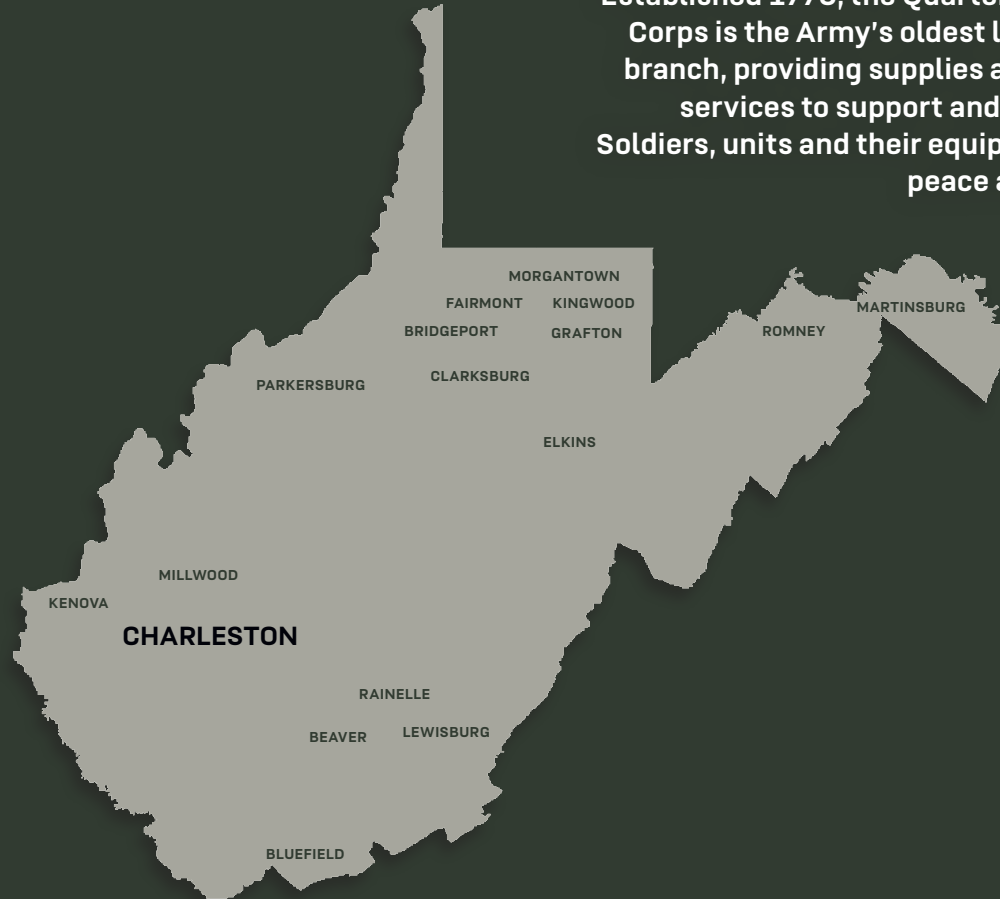 Corps is the Army’s oldest
branch, providing supplies
services to support and
Soldiers, units and their
peace
MORGANTOWN
FAIRMONT KINGWOOD
MARTINSBURG
BRIDGEPORT GRAFTON ROMNEY
CLARKSBURG
PARKERSBURG
ELKINS
MILLWOOD
KENOVA
CHARLESTON
RAINELLE
BEAVER LEWISBURG
BLUEFIELD